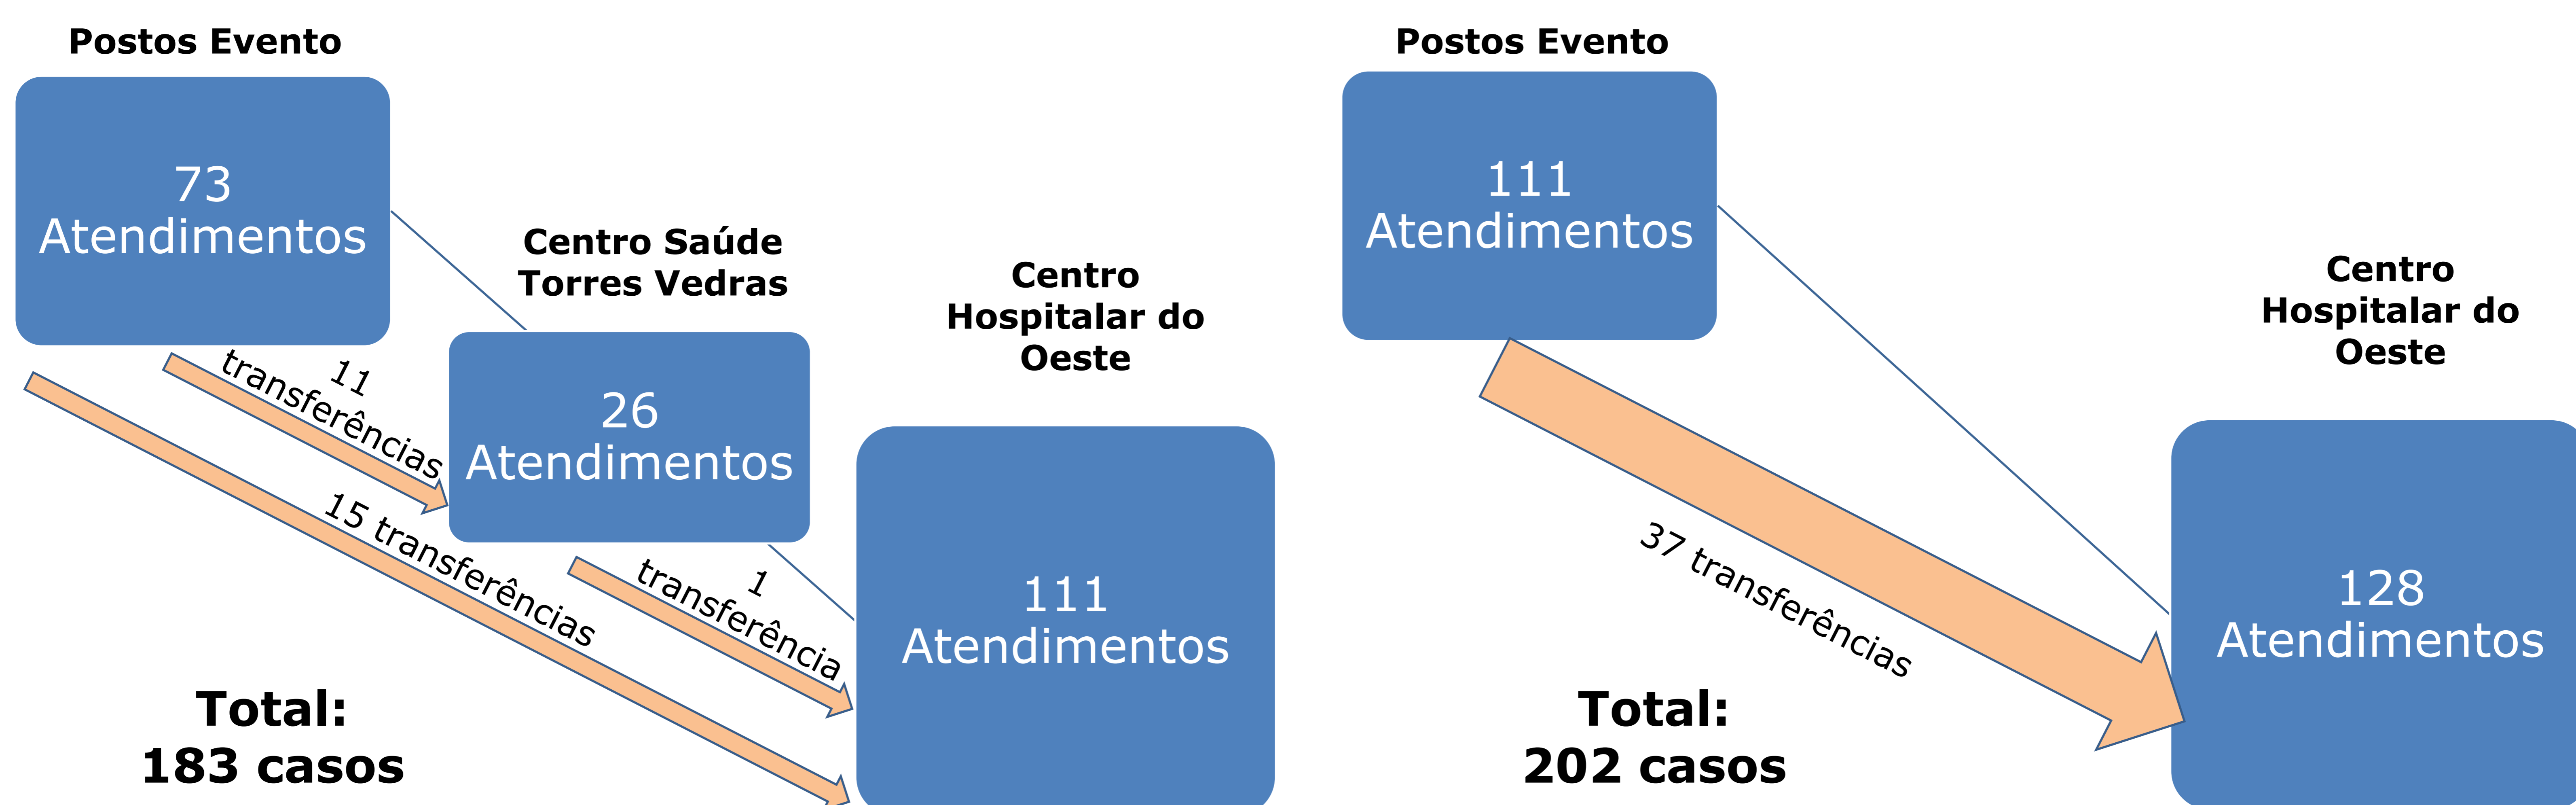 Postos Evento
73
Atendimentos
11
transferências
15 transferências
Centro Saúde
Torres Vedras
26
Atendimentos
1
transferência
Centro
Hospitalar do
Oeste
111
Atendimentos
Total:
183 casos
Postos Evento
111
Atendimentos
37 transferências
Centro
Hospitalar do
Oeste
128
Atendimentos
Total:
202 casos